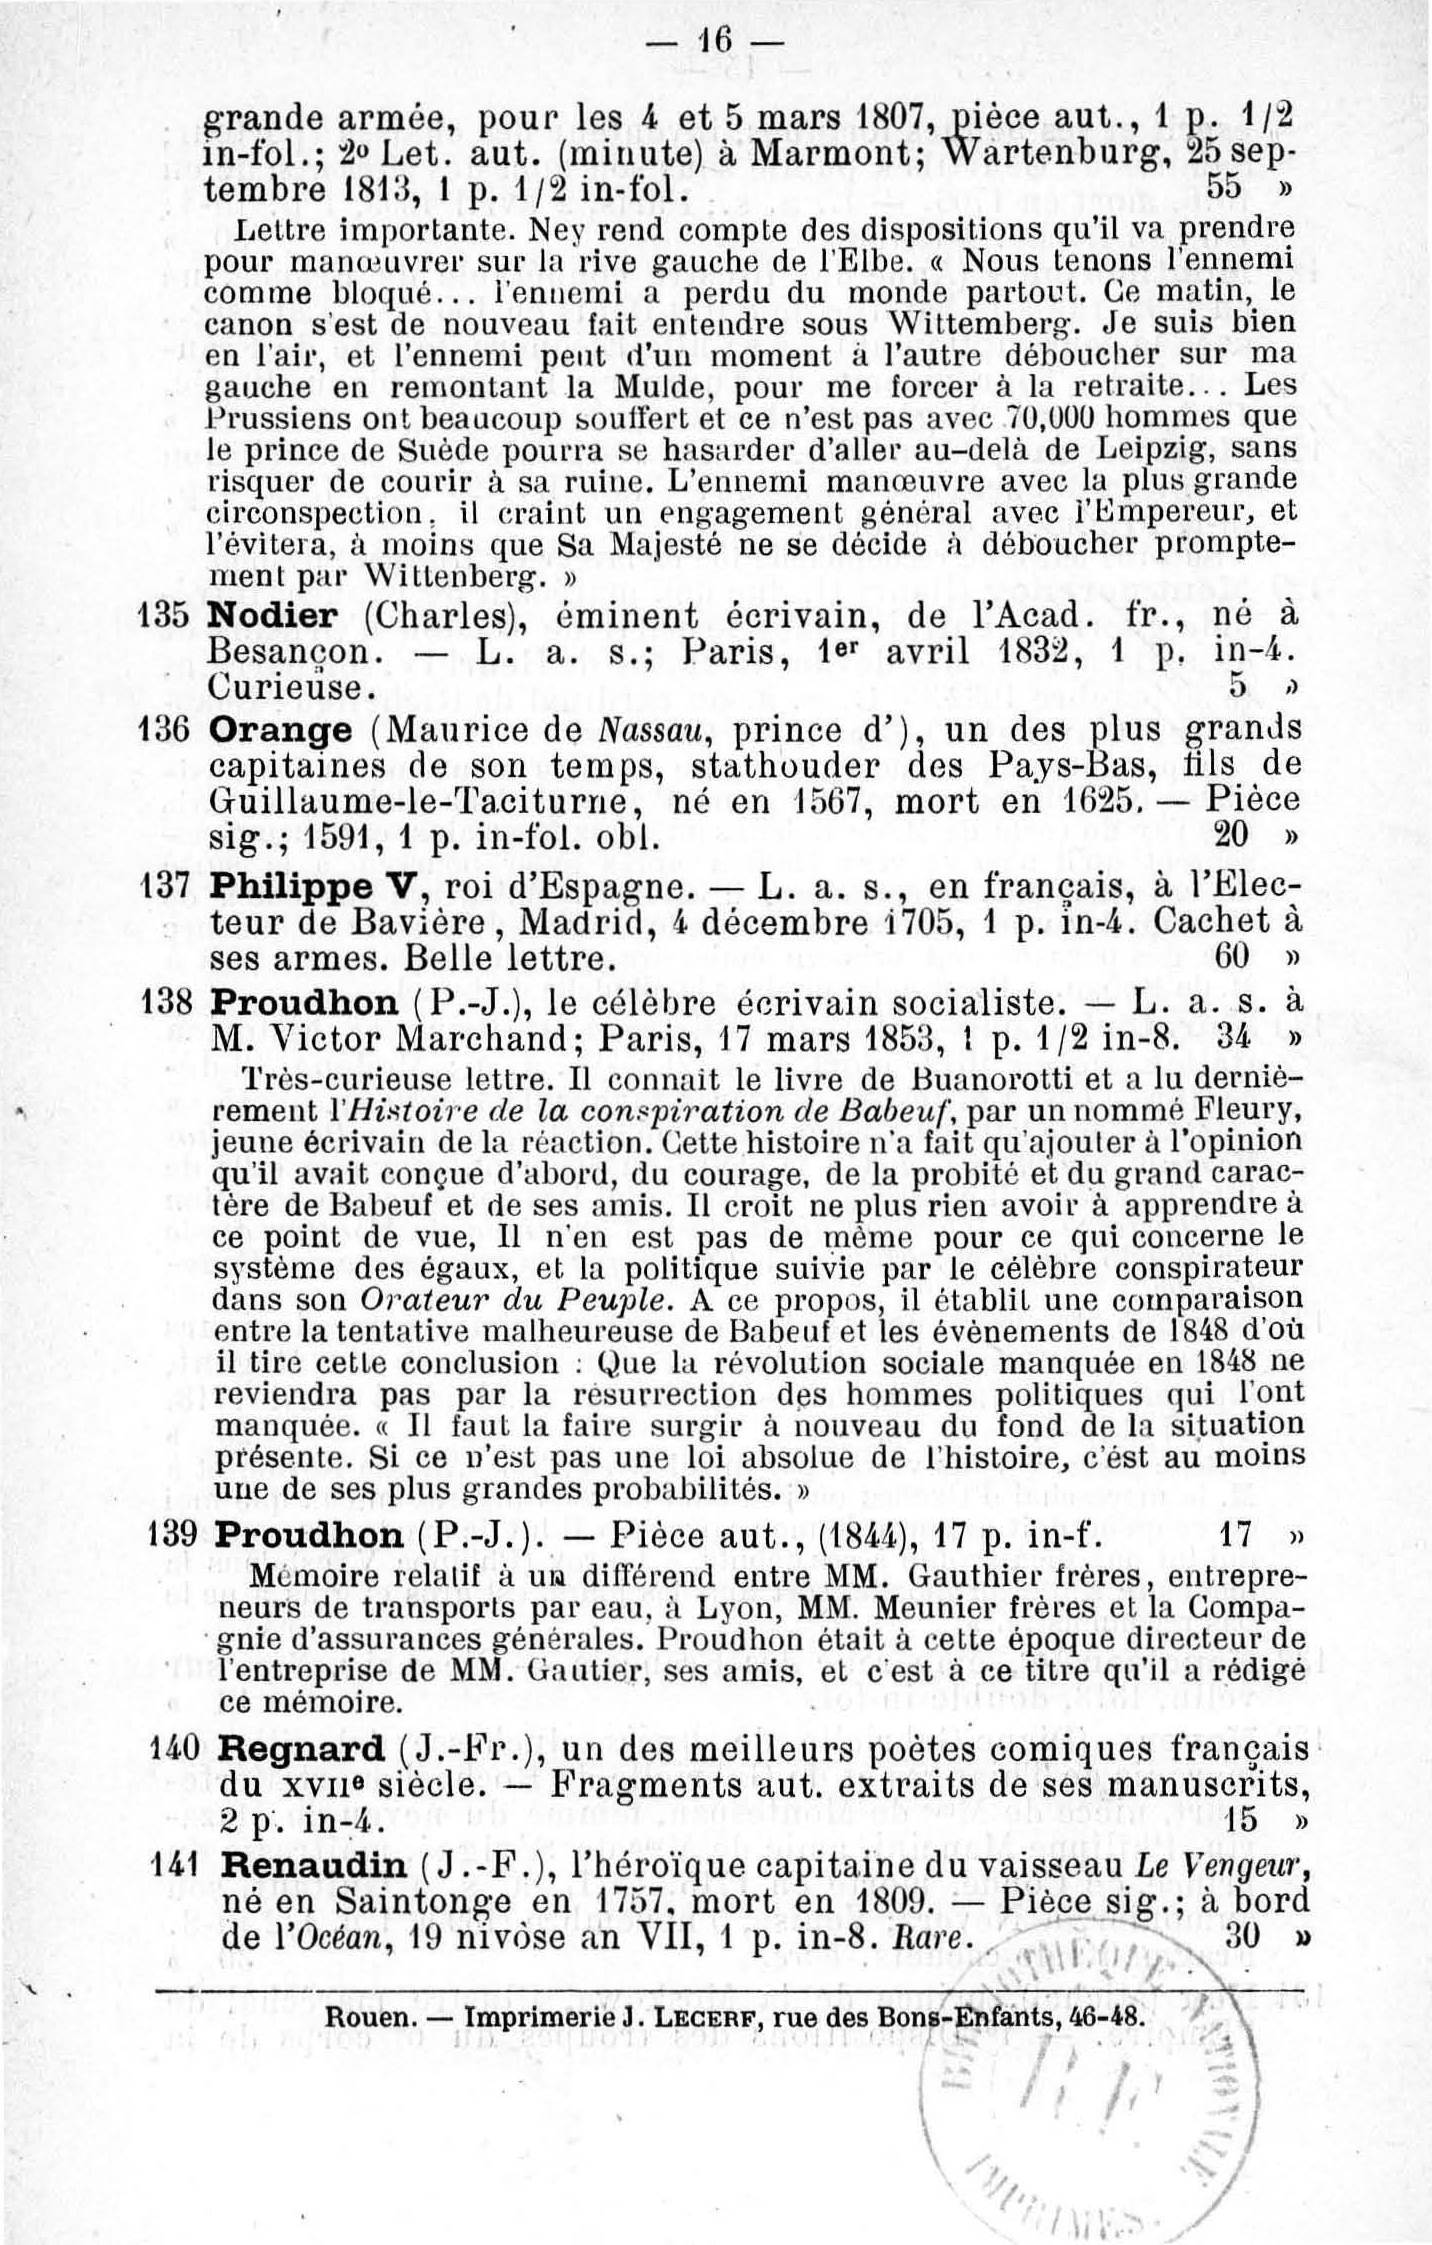 — 16 —
grande armée, pour les 4 et 5 mars 1807, pièce aut., 1 p. 1/2
in-fol.; 2º Let. aut. (minute) à Marmont; Wartenburg, 25 sep-
tembre 1813, 1 p. 1/2 in-fol. 55 »
Lettre importante. Ney rend compte des dispositions qu'il va prendre
pour manœuvrer sur la rive gauche de l'Elbe. « Nous tenons l'ennemi
comme bloqué... l'ennemi a perdu du monde partout. Ce matin, le
canon s'est de nouveau fait entendre sous Wittemberg. Je suis bien
en l'air, et l'ennemi peut d'un moment à l'autre déboucher sur ma
gauche en remontant la Mulde, pour me forcer à la retraite... Les
Prussiens ont beaucoup souffert et ce n'est pas avec 70,000 hommes que
le prince de Suède pourra se hasarder d'aller au-delà de Leipzig, sans
risquer de courir à sa ruine. L'ennemi manœuvre avec la plus grande
circonspection; il craint un engagement général avec l'Empereur, et
l'évitera, à moins que Sa Majesté ne se décide à déboucher prompte-
ment par Wittenberg. »
135 Nodier (Charles), éminent écrivain, de l'Acad. fr., né à
Besançon. — L. a. s.; Paris, 1er avril 1832, 1 p. in-4.
Curieuse. 5 »
136 Orange (Maurice de Nassau, prince d'), un des plus grands
capitaines de son temps, stathouder des Pays-Bas, fils de
Guillaume-le-Taciturne, né en 1567, mort en 1625. — Pièce
sig.; 1591, 1 p. in-fol. obl. 20 »
137 Philippe V, roi d'Espagne. — L. a. s., en français, à l'Elec-
teur de Bavière, Madrid, 4 décembre 1705, 1 p. in-4. Cachet à
ses armes. Belle lettre. 60 »
138 Proudhon (P.-J.), le célèbre écrivain socialiste. — L. a. s. à
M. Victor Marchand; Paris, 17 mars 1853, 1 p. 1/2 in-8. 34 »
Très-curieuse lettre. Il connait le livre de Buanorotti et a lu derniè-
rement l'Histoire de la conspiration de Babeuf, par un nommé Fleury,
jeune écrivain de la réaction. Cette histoire n'a fait qu'ajouter à l'opinion
qu'il avait conçue d'abord, du courage, de la probité et du grand carac-
tère de Babeuf et de ses amis. Il croit ne plus rien avoir à apprendre à
ce point de vue, Il n'en est pas de même pour ce qui concerne le
système des égaux, et la politique suivie par le célèbre conspirateur
dans son Orateur du Peuple. A ce propos, il établit une comparaison
entre la tentative malheureuse de Babeuf et les évènements de 1848 d'où
il tire cette conclusion : Que la révolution sociale manquée en 1848 ne
reviendra pas par la résurrection des hommes politiques qui l'ont
manquée. « Il faut la faire surgir à nouveau du fond de la situation
présente. Si ce n'est pas une loi absolue de l'histoire, c'est au moins
une de ses plus grandes probabilités. »
139 Proudhon (P.-J.). — Pièce aut., (1844), 17 p. in-f. 17 »
Mémoire relatif à un différend entre MM. Gauthier frères, entrepre-
neurs de transports par eau, à Lyon, MM. Meunier frères et la Compa-
gnie d'assurances générales. Proudhon était à cette époque directeur de
l'entreprise de MM. Gautier, ses amis, et c'est à ce titre qu'il a rédigé
ce mémoire.
140 Regnard (J.-Fr.), un des meilleurs poètes comiques français
du XVIIe siècle. — Fragments aut. extraits de ses manuscrits,
2 p. in-4. 15 »
141 Renaudin (J.-F.), l'héroïque capitaine du vaisseau Le Vengeur,
né en Saintonge en 1757, mort en 1809. — Pièce sig.; à bord
de l'Océan, 19 nivôse an VII, 1 p. in-8. Rare. 30 »
Rouen. — Imprimerie J. LECERF, rue des Bons-Enfants, 46-48.
BIBLIOTHÈQUE NATIONALE
R.F.
IMPRIMÉS.